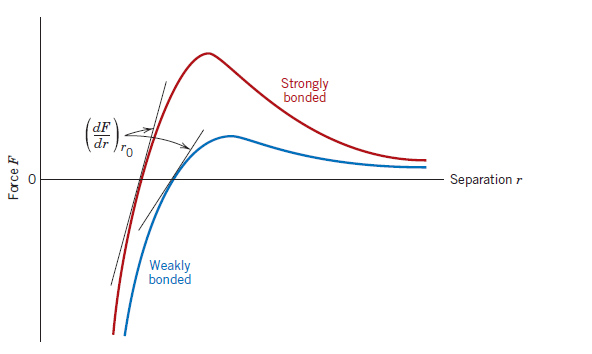 Strongly
bonded
(dF/dr)r0
Force F
0
Separation r
Weakly
bonded